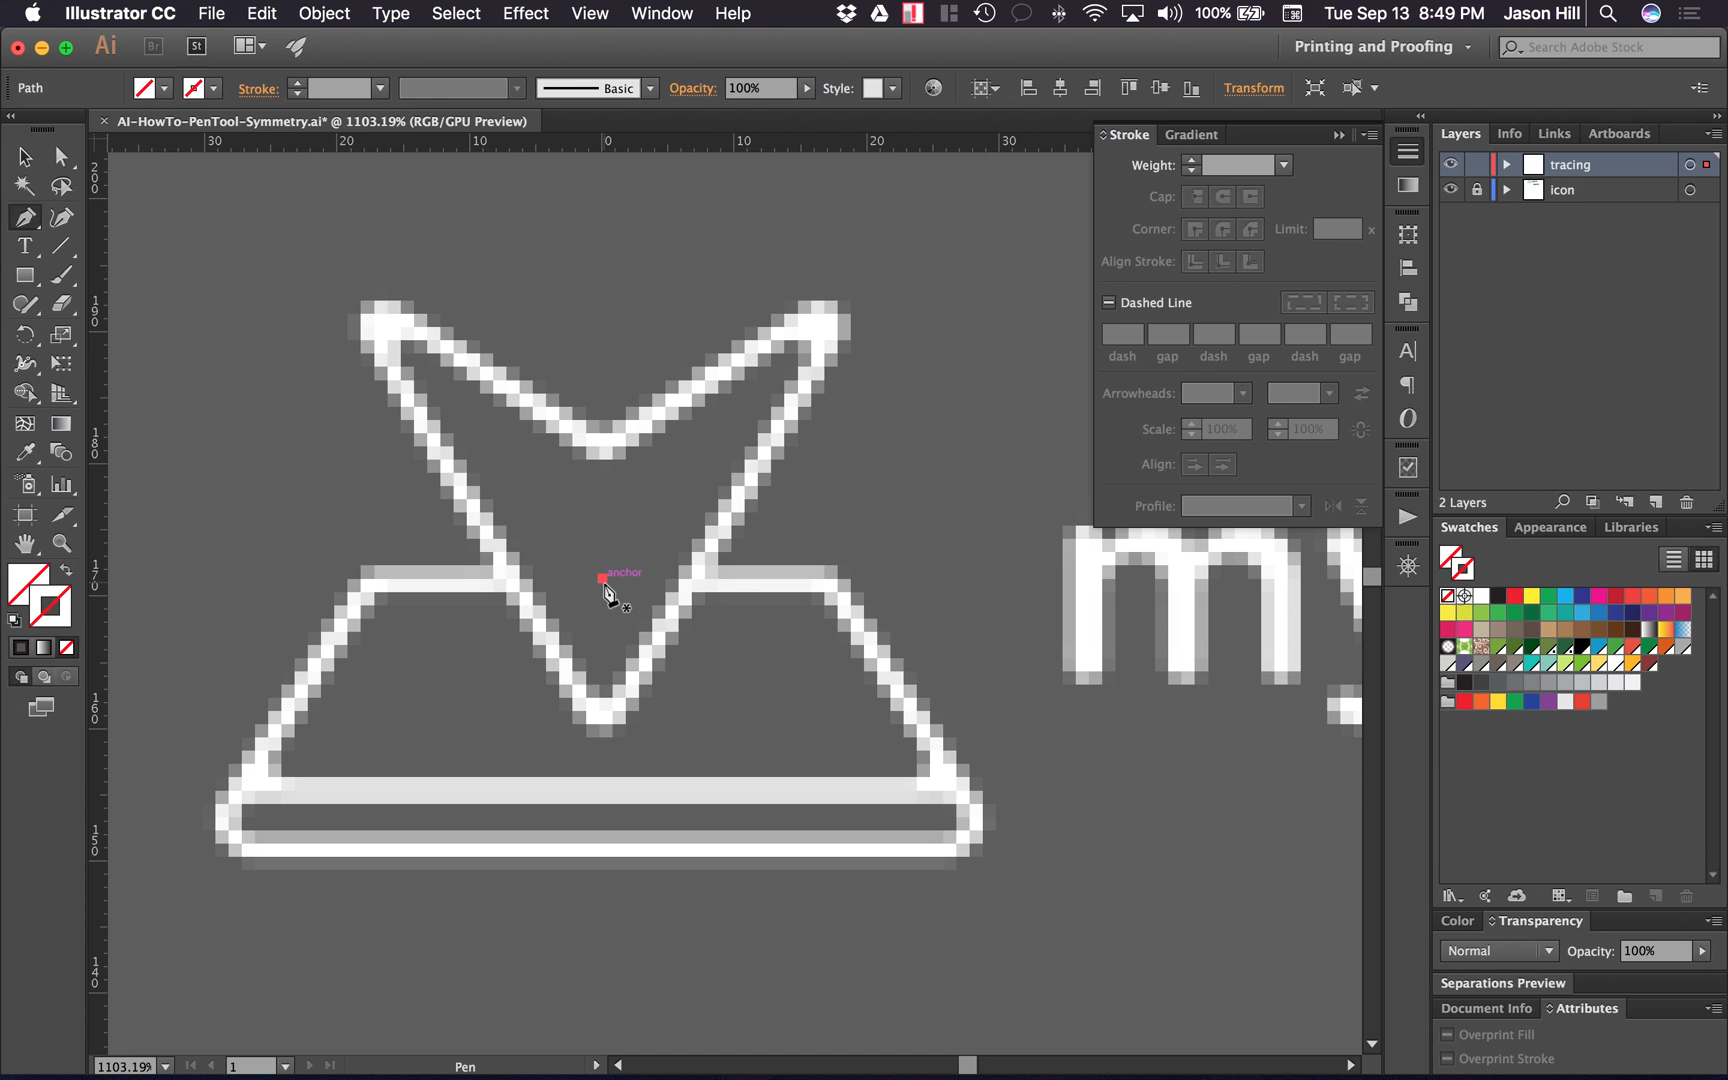 Illustrator CC File Edit Object Type Select Effect View Window Help 100% Tue Sep 13 8:49 PM Jason Hill
Ai Br St Printing and Proofing Search Adobe Stock
Path Stroke: Basic Opacity: 100% Style: Transform
× AI-HowTo-PenTool-Symmetry.ai* @ 1103.19% (RGB/GPU Preview)
30 20 10 0 10 20 30
200
190
180
170
160
150
140
anchor
m
Stroke Gradient
Weight:
Cap:
Corner: Limit: x
Align Stroke:
Dashed Line
dash gap dash gap dash gap
Arrowheads:
Scale: 100% 100%
Align:
Profile:
Layers Info Links Artboards
tracing
icon
2 Layers
Swatches Appearance Libraries
Color Transparency
Normal Opacity: 100%
Separations Preview
Document Info Attributes
Overprint Fill
Overprint Stroke
1103.19% 1 Pen